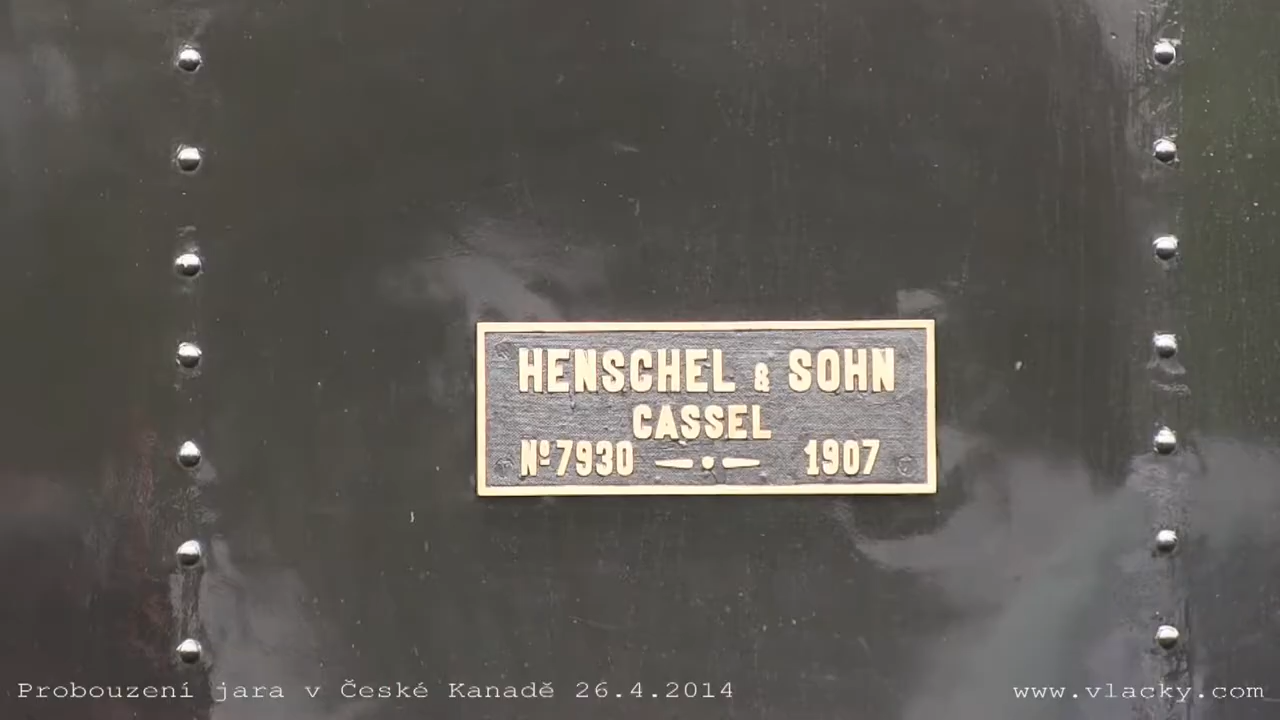 HENSCHEL & SOHN
CASSEL
Nº7930 1907
Probouzení jara v České Kanadě 26.4.2014
www.vlacky.com